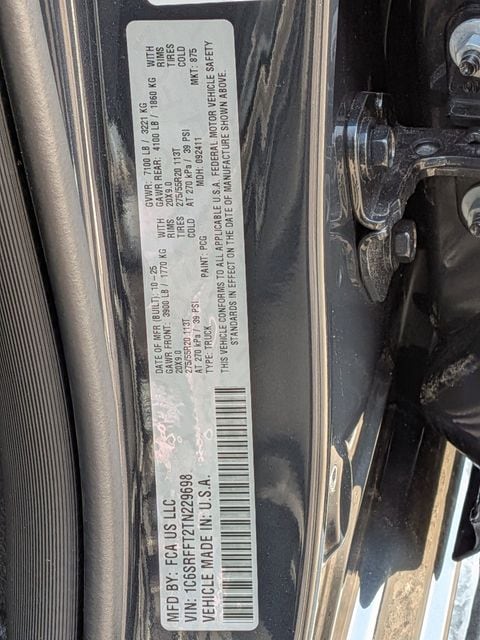 MFD BY: FCA US LLC
DATE OF MFR (BUILT): 10-25
GVWR: 7100 LB / 3221 KG
GAWR FRONT: 3900 LB / 1770 KG WITH
GAWR REAR: 4100 LB / 1860 KG WITH
20X9.0 RIMS
20X9.0 RIMS
275/55R20 113T TIRES
275/55R20 113T TIRES
AT 270 kPa / 39 PSI COLD
AT 270 kPa / 39 PSI COLD
VIN: 1C6SRFFT2TN229698
TYPE: TRUCK
PAINT: PCG
MDH: 092411
MKT: 875
VEHICLE MADE IN: U.S.A.
THIS VEHICLE CONFORMS TO ALL APPLICABLE U.S.A. FEDERAL MOTOR VEHICLE SAFETY
STANDARDS IN EFFECT ON THE DATE OF MANUFACTURE SHOWN ABOVE.